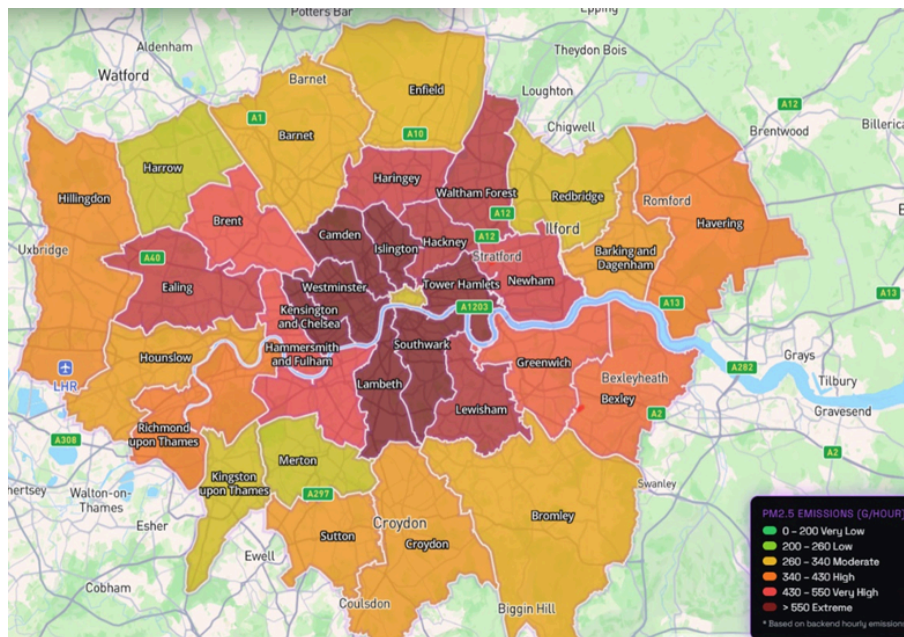 Potters Bar
Epping
Aldenham
Theydon Bois
Watford
Barnet
Enfield
Loughton
A12
Billerica
A1
A10
Chigwell
Brentwood
Barnet
Harrow
Haringey
Waltham Forest
Redbridge
Romford
Hillingdon
Brent
A12
Havering
Camden
Islington
Hackney
A12
Ilford
Uxbridge
A40
Stratford
Barking and
Dagenham
Ealing
Westminster
Tower Hamlets
Newham
A13
Kensington
and Chelsea
A1203
A13
Hounslow
Hammersmith
and Fulham
Southwark
Greenwich
Grays
LHR
Lambeth
Bexleyheath
A282
Tilbury
Bexley
Lewisham
A2
Gravesend
Richmond
upon Thames
A308
Merton
A2
Kingston
upon Thames
Swanley
hertsey
Walton-on-
Thames
A297
Esher
Sutton
Croydon
Croydon
Bromley
Ewell
Cobham
Coulsdon
Biggin Hill
PM2.5 EMISSIONS (G/HOUR)
0 – 200 Very Low
200 – 260 Low
260 – 340 Moderate
340 – 430 High
430 – 550 Very High
> 550 Extreme
* Based on backend hourly emissions